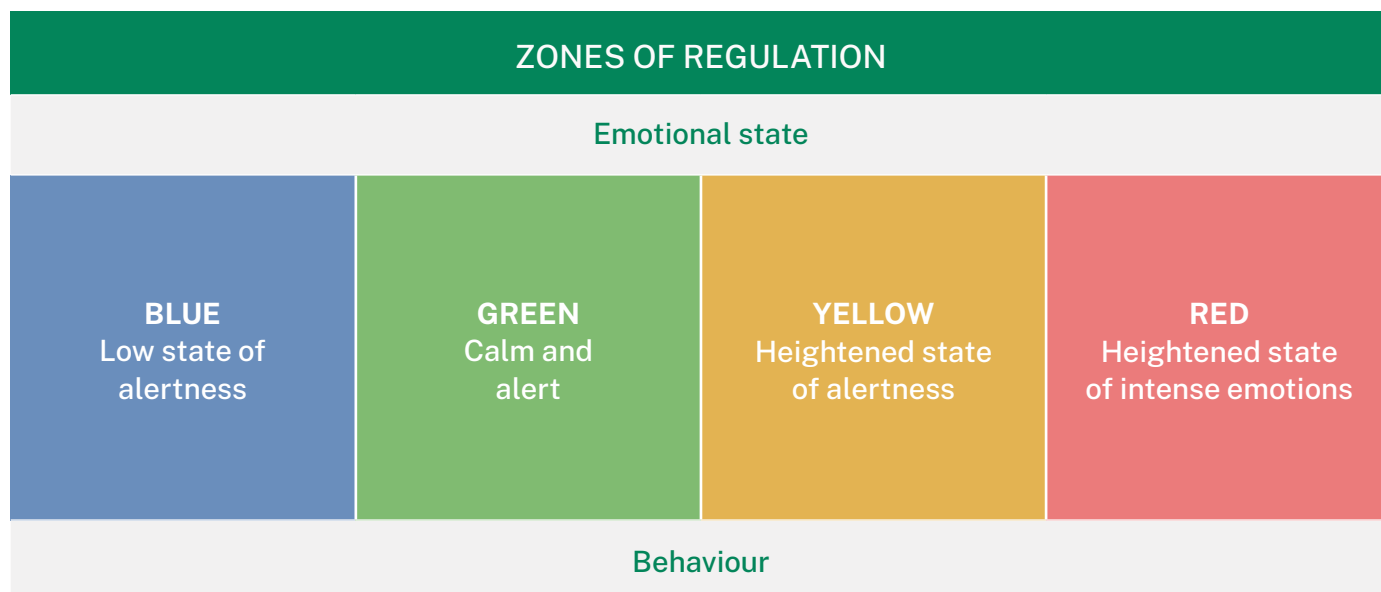 ZONES OF REGULATION
Emotional state
BLUE
Low state of
alertness
GREEN
Calm and
alert
YELLOW
Heightened state
of alertness
RED
Heightened state
of intense emotions
Behaviour